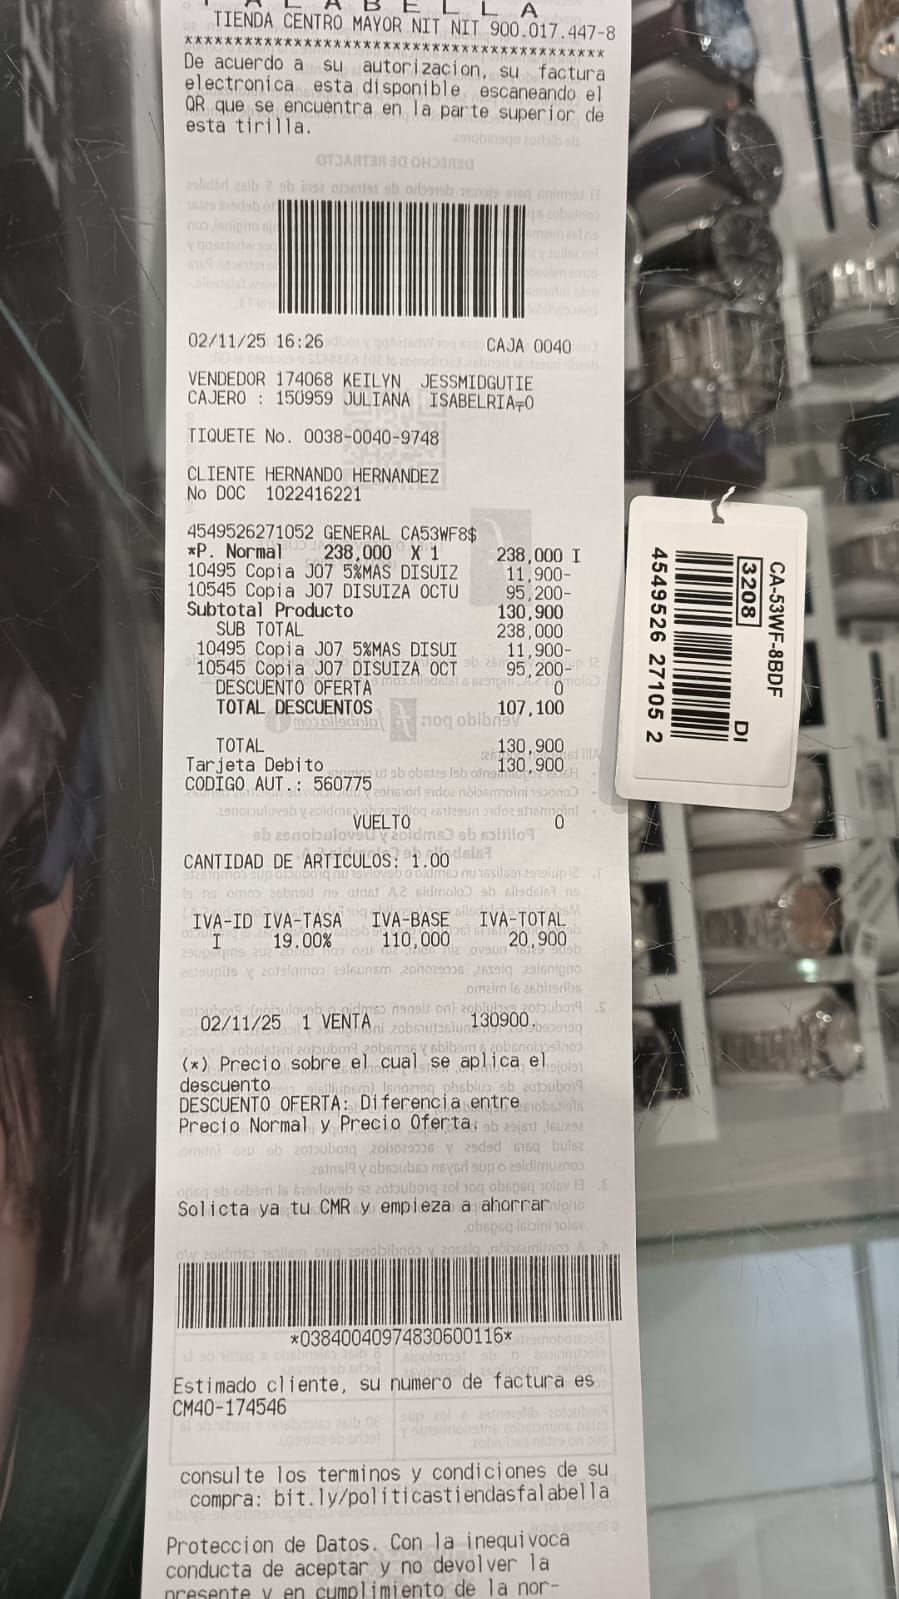 F A L A B E L L A
TIENDA CENTRO MAYOR NIT NIT 900.017.447-8
******************************************
De acuerdo a su autorizacion, su factura
electronica esta disponible escaneando el
QR que se encuentra en la parte superior de
esta tirilla.
02/11/25 16:26 CAJA 0040
VENDEDOR 174068 KEILYN JESSMIDGUTIE
CAJERO : 150959 JULIANA ISABELRIA╤O
TIQUETE No. 0038-0040-9748
CLIENTE HERNANDO HERNANDEZ
No DOC 1022416221
4549526271052 GENERAL CA53WF8$
*P. Normal 238,000 X 1 238,000 I
10495 Copia J07 5%MAS DISUIZ 11,900-
10545 Copia J07 DISUIZA OCTU 95,200-
Subtotal Producto 130,900
SUB TOTAL 238,000
10495 Copia J07 5%MAS DISUI 11,900-
10545 Copia J07 DISUIZA OCT 95,200-
DESCUENTO OFERTA 0
TOTAL DESCUENTOS 107,100
TOTAL 130,900
Tarjeta Debito 130,900
CODIGO AUT.: 560775
VUELTO 0
CANTIDAD DE ARTICULOS: 1.00
IVA-ID IVA-TASA IVA-BASE IVA-TOTAL
I 19,00% 110,000 20,900
02/11/25 1 VENTA 130900,
(*) Precio sobre el cual se aplica el
descuento
DESCUENTO OFERTA: Diferencia entre
Precio Normal y Precio Oferta.
Solicta ya tu CMR y empieza a ahorrar
*03840040974830600116*
Estimado cliente, su numero de factura es
CM40-174546
consulte los terminos y condiciones de su
compra: bit.ly/politicastiendasfalabella
Proteccion de Datos. Con la inequivoca
conducta de aceptar y no devolver la
presente y en cumplimiento de la nor-
CA-53WF-8BDF
3208 DI
4549526 27105 2